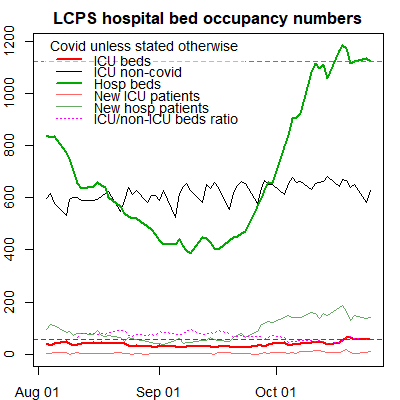 LCPS hospital bed occupancy numbers
Covid unless stated otherwise
ICU beds
ICU non-covid
Hosp beds
New ICU patients
New hosp patients
ICU/non-ICU beds ratio
1200
1000
800
600
400
200
0
Aug 01 Sep 01 Oct 01